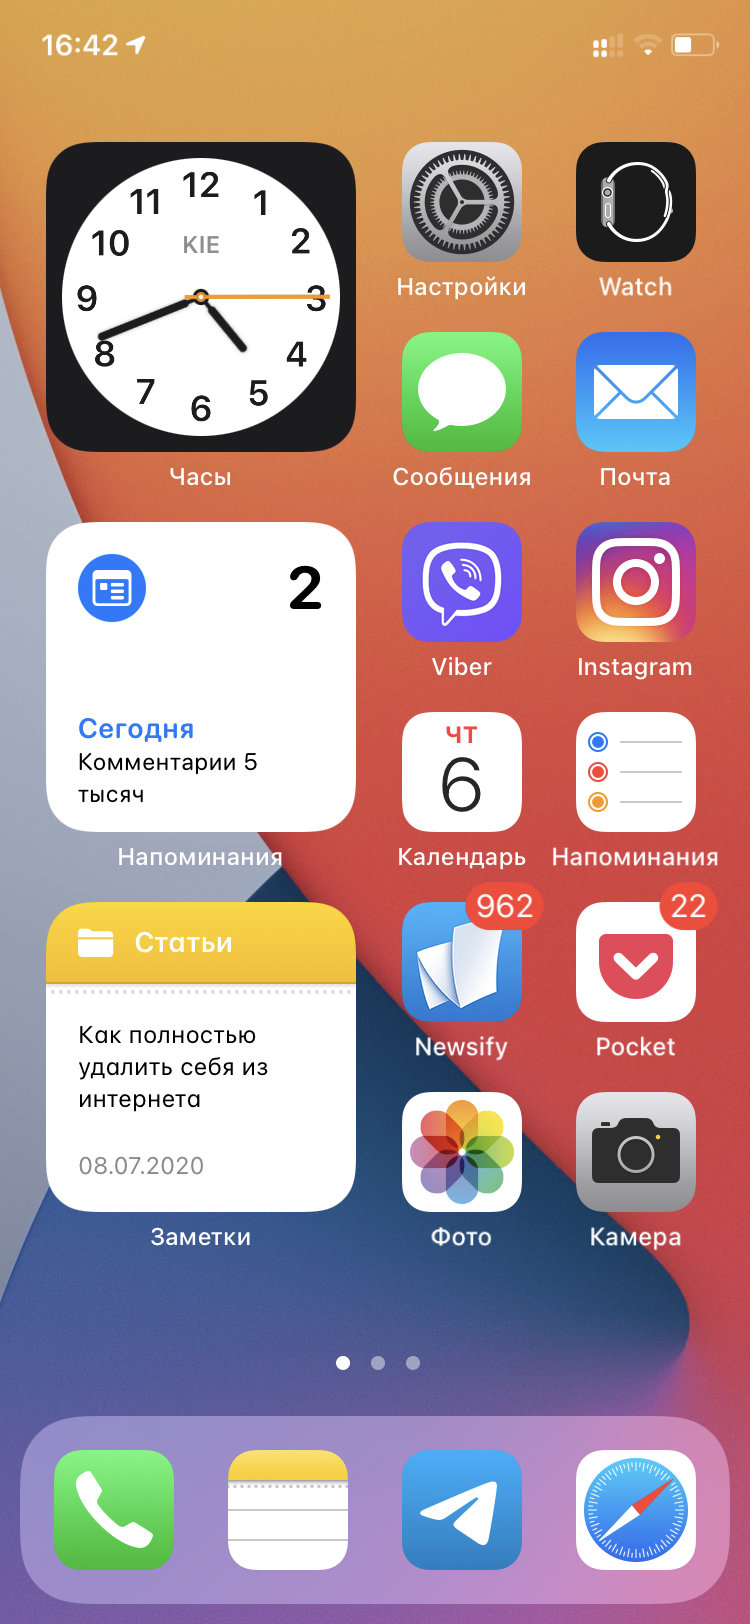 16:42
12
11
1
KIE
10
2
9
3
8
4
7
5
6
Часы
Настройки
Watch
Сообщения
Почта
2
Сегодня
Комментарии 5
тысяч
Напоминания
Viber
Instagram
ЧТ
6
Календарь
Напоминания
Статьи
Как полностью
удалить себя из
интернета
08.07.2020
Заметки
962
Newsify
22
Pocket
Фото
Камера